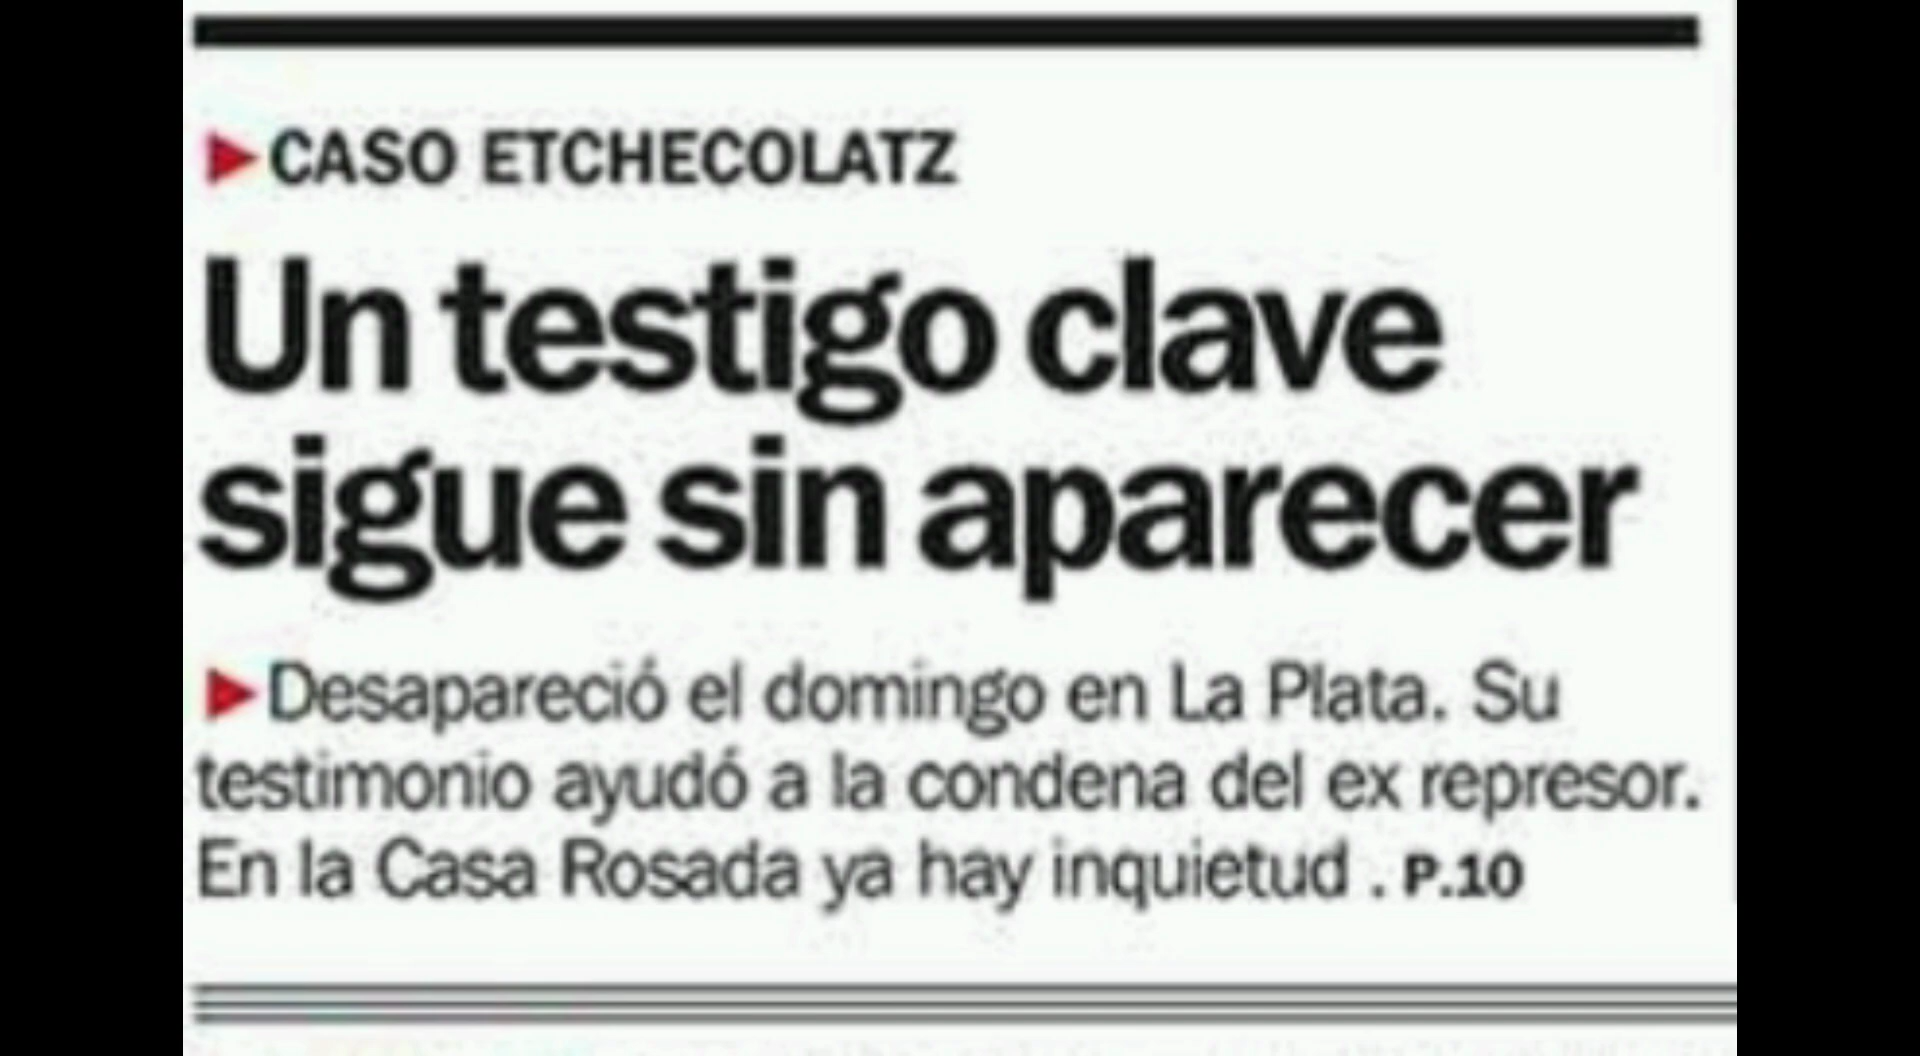 CASO ETCHECOLATZ
Un testigo clave
sigue sin aparecer
Desapareció el domingo en La Plata. Su
testimonio ayudó a la condena del ex represor.
En la Casa Rosada ya hay inquietud . P.10